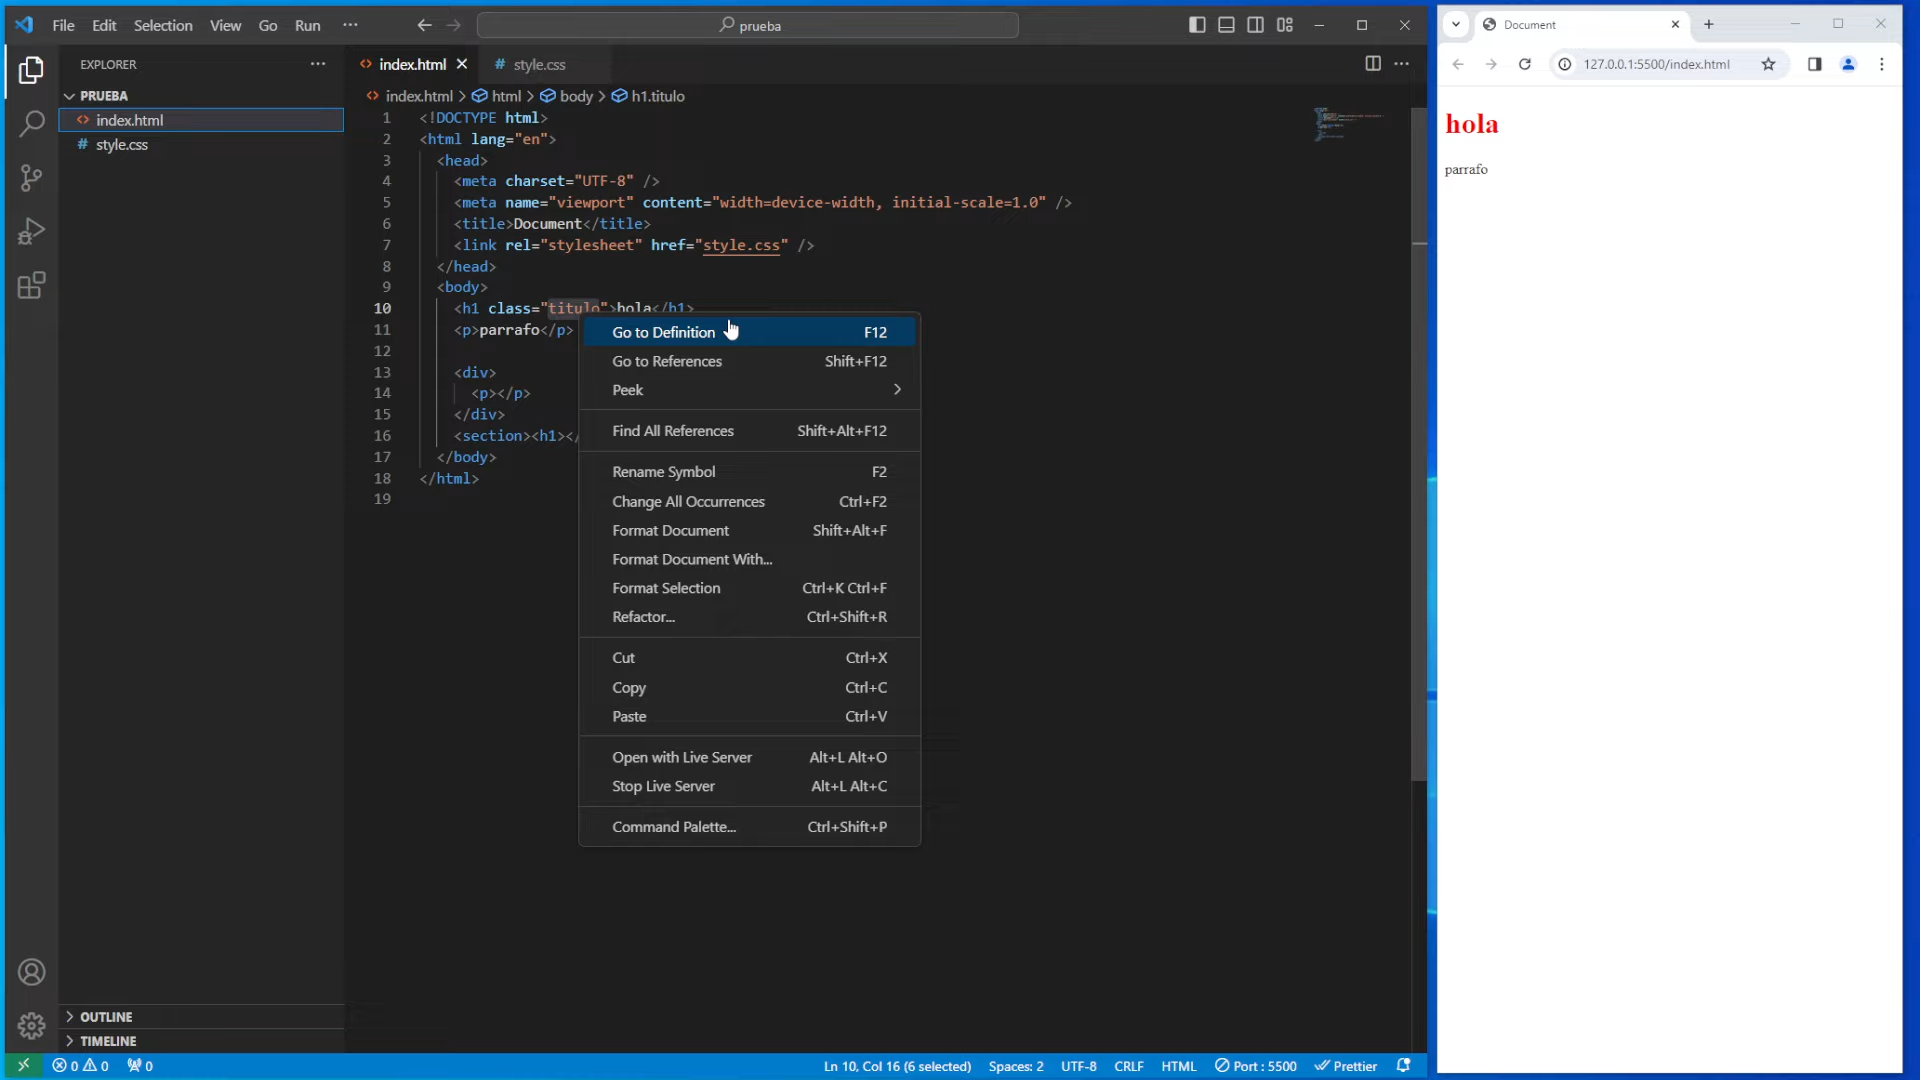 File Edit Selection View Go Run ··· prueba
EXPLORER ···
PRUEBA
index.html
# style.css
OUTLINE
TIMELINE
index.html # style.css
index.html > html > body > h1.titulo
1 <!DOCTYPE html>
2 <html lang="en">
3 <head>
4 <meta charset="UTF-8" />
5 <meta name="viewport" content="width=device-width, initial-scale=1.0" />
6 <title>Document</title>
7 <link rel="stylesheet" href="style.css" />
8 </head>
9 <body>
10 <h1 class="titulo">hola</h1>
11 <p>parrafo</p>
12
13 <div>
14 <p></p>
15 </div>
16 <section><h1></
17 </body>
18 </html>
19
Go to Definition F12
Go to References Shift+F12
Peek
Find All References Shift+Alt+F12
Rename Symbol F2
Change All Occurrences Ctrl+F2
Format Document Shift+Alt+F
Format Document With...
Format Selection Ctrl+K Ctrl+F
Refactor... Ctrl+Shift+R
Cut Ctrl+X
Copy Ctrl+C
Paste Ctrl+V
Open with Live Server Alt+L Alt+O
Stop Live Server Alt+L Alt+C
Command Palette... Ctrl+Shift+P
0 0 0 Ln 10, Col 16 (6 selected) Spaces: 2 UTF-8 CRLF HTML Port : 5500 Prettier
Document
127.0.0.1:5500/index.html
hola
parrafo